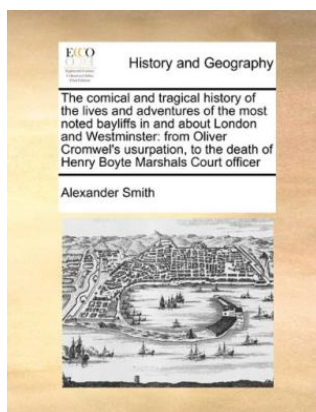 ECCO
History and Geography
The comical and tragical history of
the lives and adventures of the most
noted bayliffs in and about London
and Westminster: from Oliver
Cromwel's usurpation, to the death of
Henry Boyte Marshals Court officer
Alexander Smith